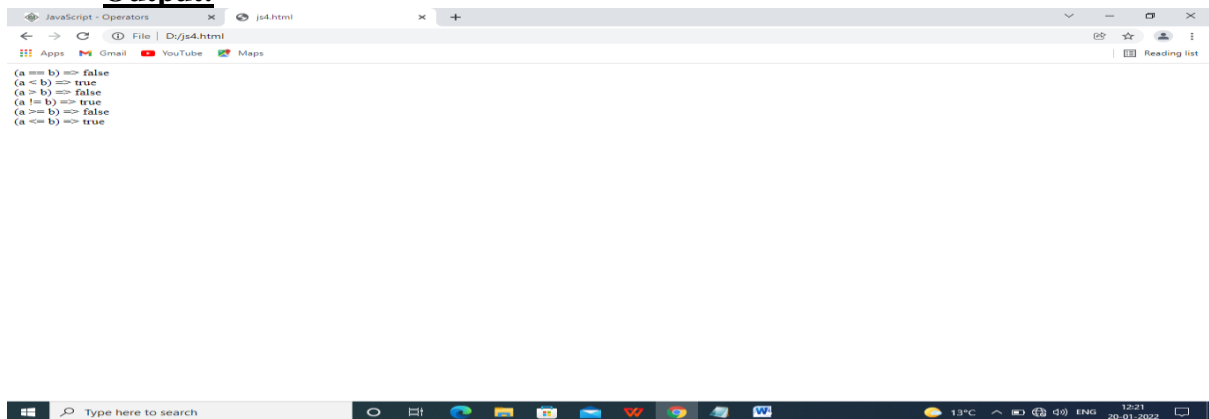 Output:
JavaScript - Operators
js4.html
File | D:/js4.html
Apps Gmail YouTube Maps Reading list
(a == b) => false
(a < b) => true
(a > b) => false
(a != b) => true
(a >= b) => false
(a <= b) => true
Type here to search
13°C ENG 12:21
20-01-2022